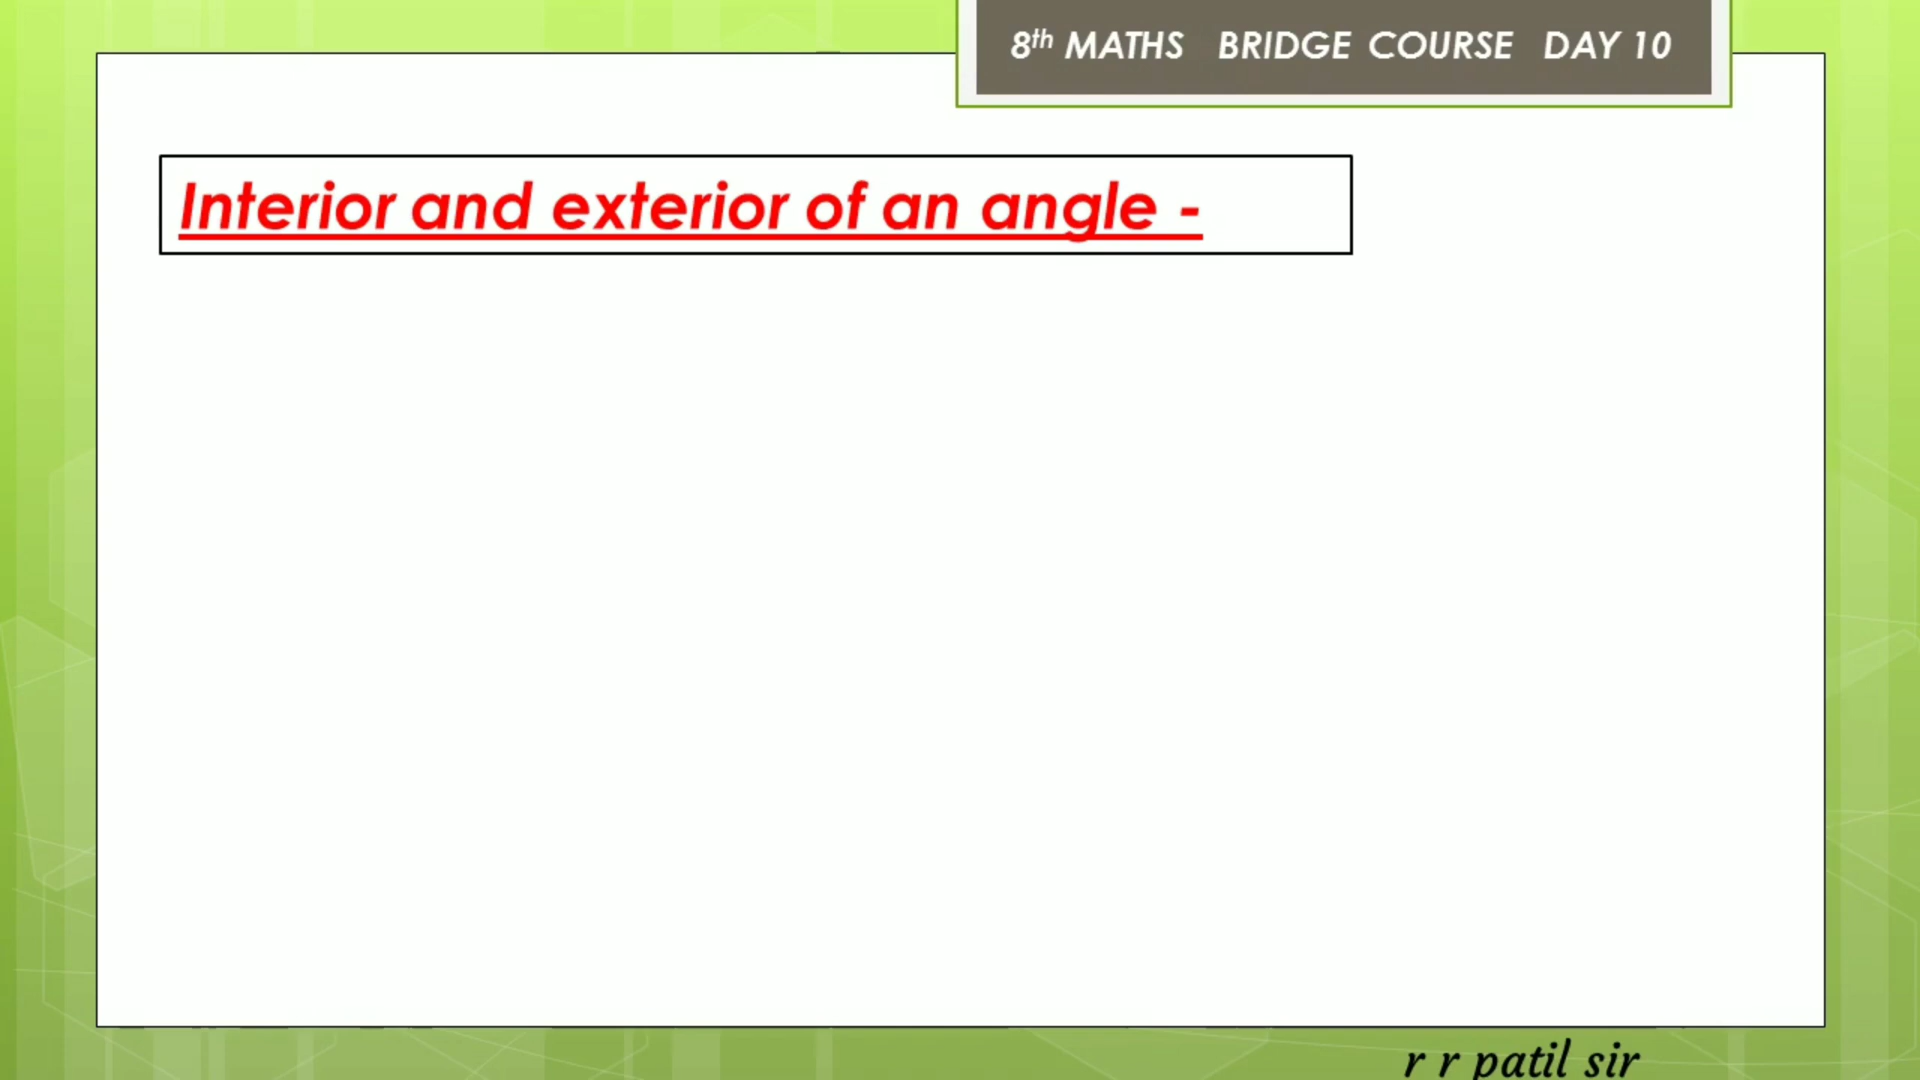 8th MATHS BRIDGE COURSE DAY 10
Interior and exterior of an angle -
r r patil sir